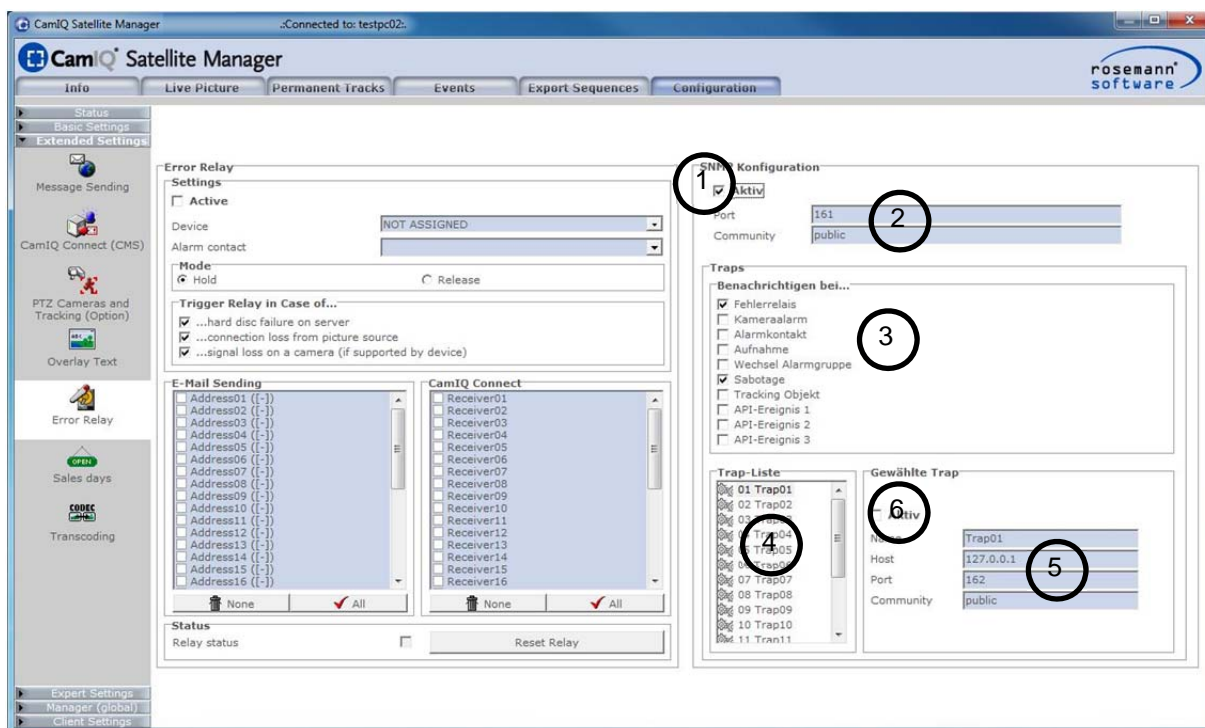 CamIQ Satellite Manager .:Connected to: testpc02:.
CamIQ Satellite Manager
rosemann software
Info Live Picture Permanent Tracks Events Export Sequences Configuration
Status
Basic Settings
Extended Settings
Message Sending
CamIQ Connect (CMS)
PTZ Cameras and
Tracking (Option)
Overlay Text
Error Relay
OPEN
Sales days
CODEC
Transcoding
Expert Settings
Manager (global)
Client Settings
Error Relay
Settings
Active
Device NOT ASSIGNED
Alarm contact
Mode
Hold Release
Trigger Relay in Case of...
...hard disc failure on server
...connection loss from picture source
...signal loss on a camera (if supported by device)
E-Mail Sending
Address01 ([-])
Address02 ([-])
Address03 ([-])
Address04 ([-])
Address05 ([-])
Address06 ([-])
Address07 ([-])
Address08 ([-])
Address09 ([-])
Address10 ([-])
Address11 ([-])
Address12 ([-])
Address13 ([-])
Address14 ([-])
Address15 ([-])
Address16 ([-])
None All
CamIQ Connect
Receiver01
Receiver02
Receiver03
Receiver04
Receiver05
Receiver06
Receiver07
Receiver08
Receiver09
Receiver10
Receiver11
Receiver12
Receiver13
Receiver14
Receiver15
Receiver16
None All
Status
Relay status Reset Relay
SNMP Konfiguration
1
Aktiv
Port 161
2
Community public
Traps
Benachrichtigen bei...
Fehlerrelais
Kameraalarm
Alarmkontakt
3
Aufnahme
Wechsel Alarmgruppe
Sabotage
Tracking Objekt
API-Ereignis 1
API-Ereignis 2
API-Ereignis 3
Trap-Liste
01 Trap01
02 Trap02
03 Trap03
04 Trap04
4
05 Trap05
06 Trap06
07 Trap07
08 Trap08
09 Trap09
10 Trap10
11 Trap11
Gewählte Trap
6
Aktiv
Name Trap01
Host 127.0.0.1
5
Port 162
Community public